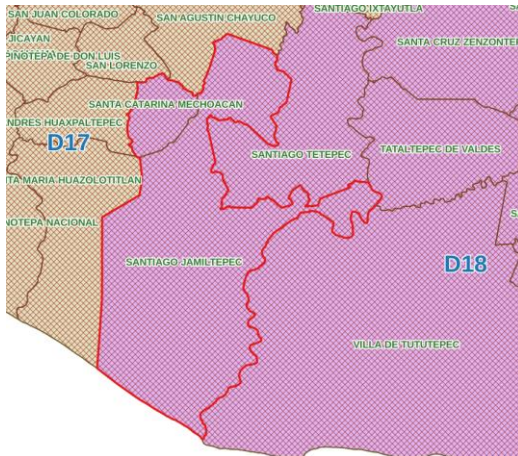 SAN JUAN COLORADO
SAN AGUSTIN CHAYUCO
SANTIAGO IXTAYUTLA
JICAYAN
PINOTEPA DE DON LUIS
SAN LORENZO
SANTA CRUZ ZENZONTEP
SANTA CATARINA MECHOACAN
NDRES HUAXPALTEPEC
D17
SANTIAGO TETEPEC
TATALTEPEC DE VALDES
TA MARIA HUAZOLOTITLAN
NOTEPA NACIONAL
SANTIAGO JAMILTEPEC
D18
VILLA DE TUTUTEPEC